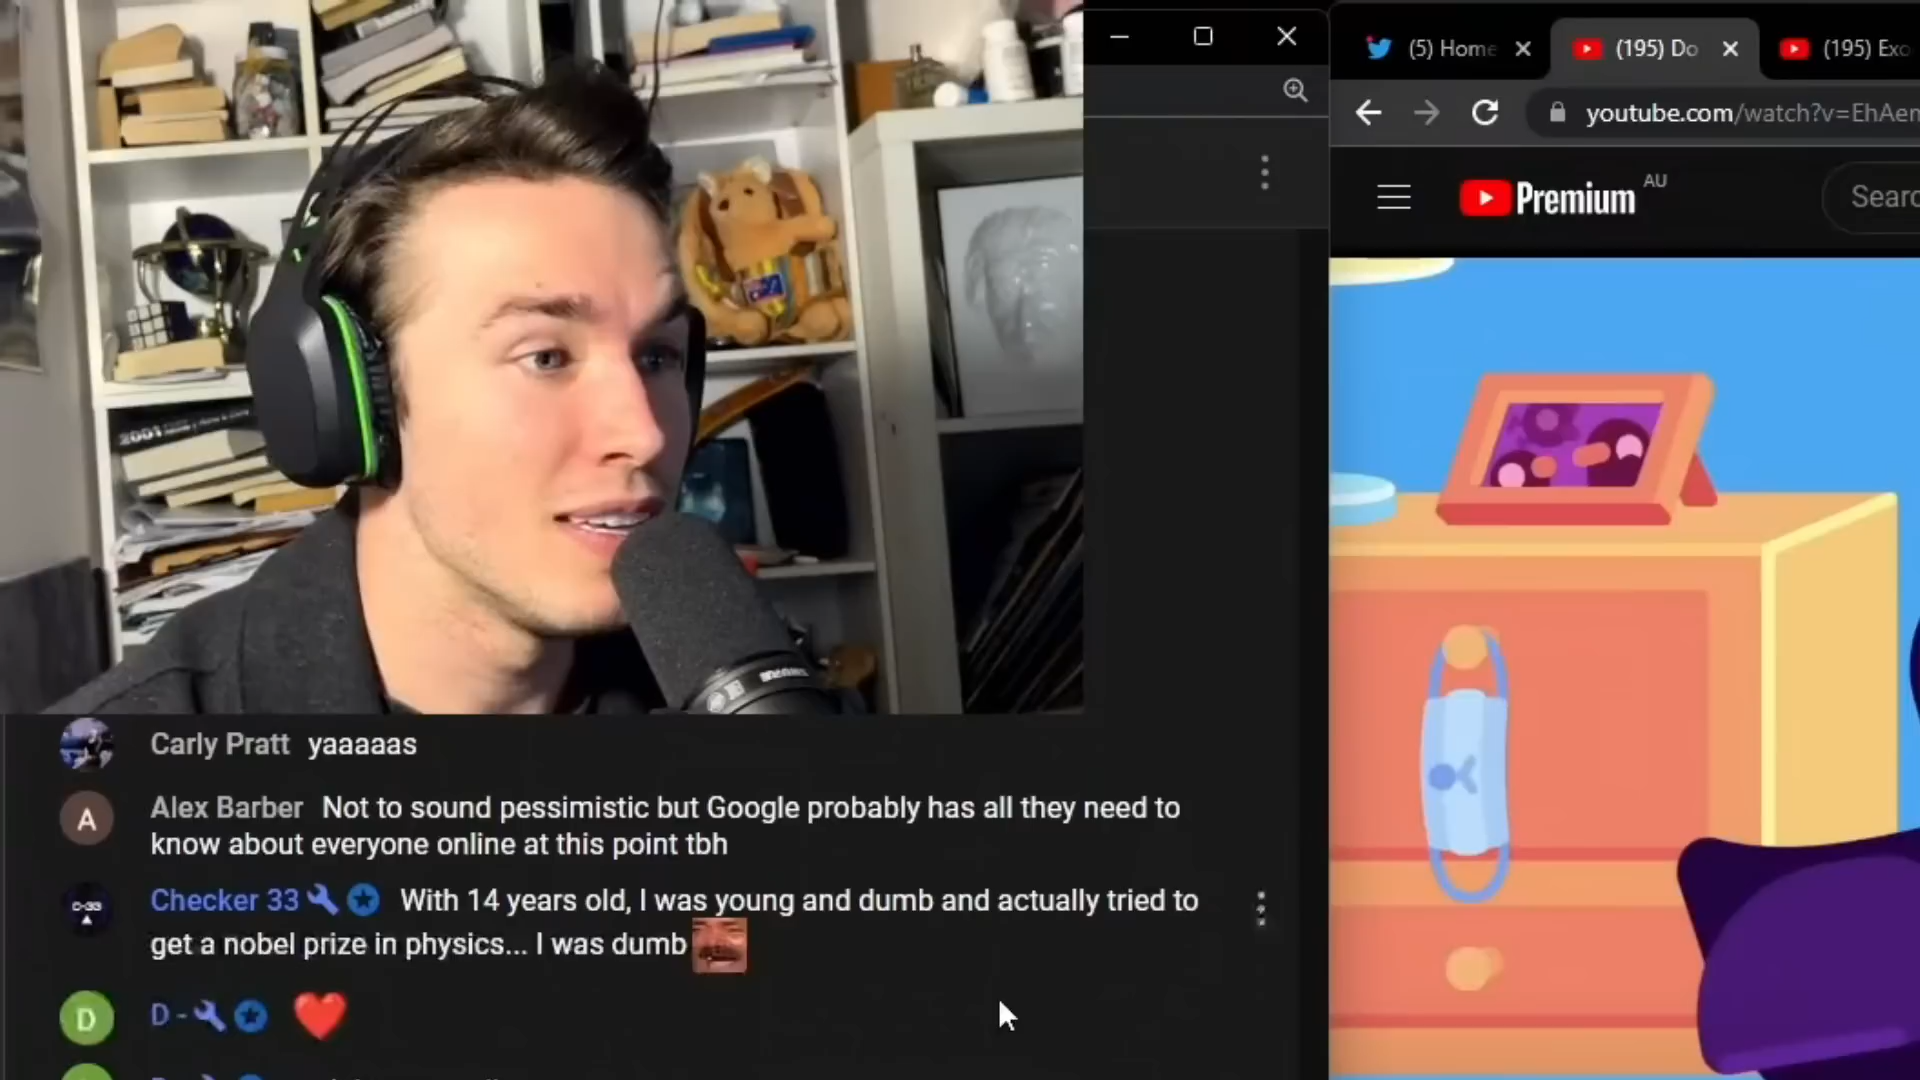 (5) Home
(195) Do
(195) Exo
youtube.com/watch?v=EhAem
Premium AU
Searc
2001
Carly Pratt yaaaaas
A
Alex Barber Not to sound pessimistic but Google probably has all they need to
know about everyone online at this point tbh
C-33
Checker 33 With 14 years old, I was young and dumb and actually tried to
get a nobel prize in physics... I was dumb
D
D -